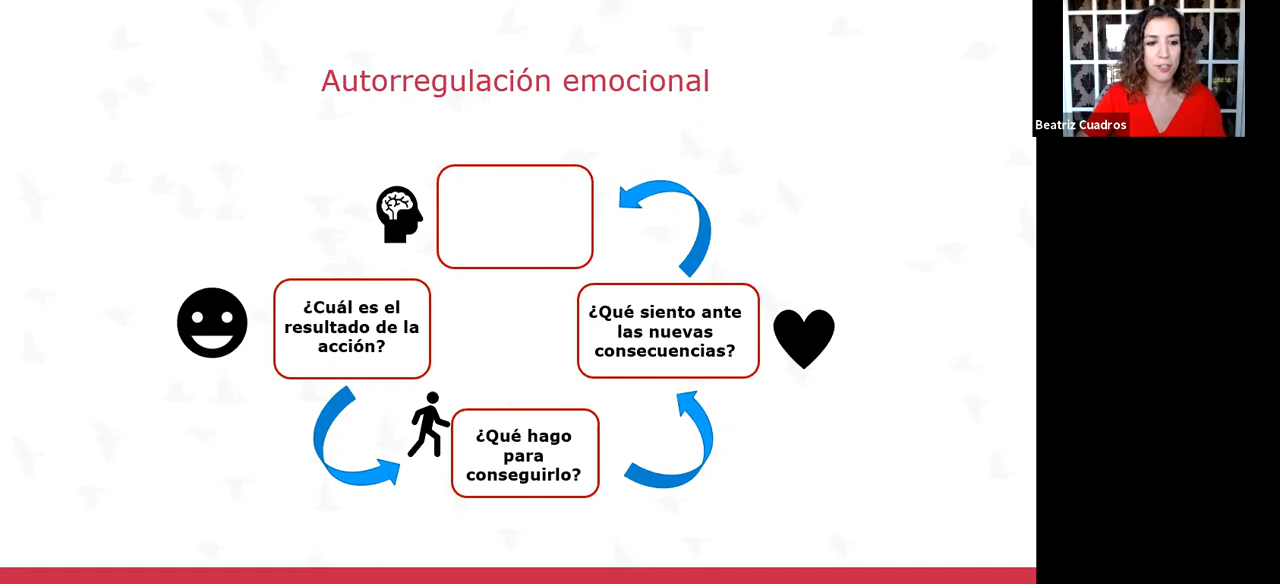 Autorregulación emocional
Beatriz Cuadros
¿Cuál es el
resultado de la
acción?
¿Qué siento ante
las nuevas
consecuencias?
¿Qué hago
para
conseguirlo?